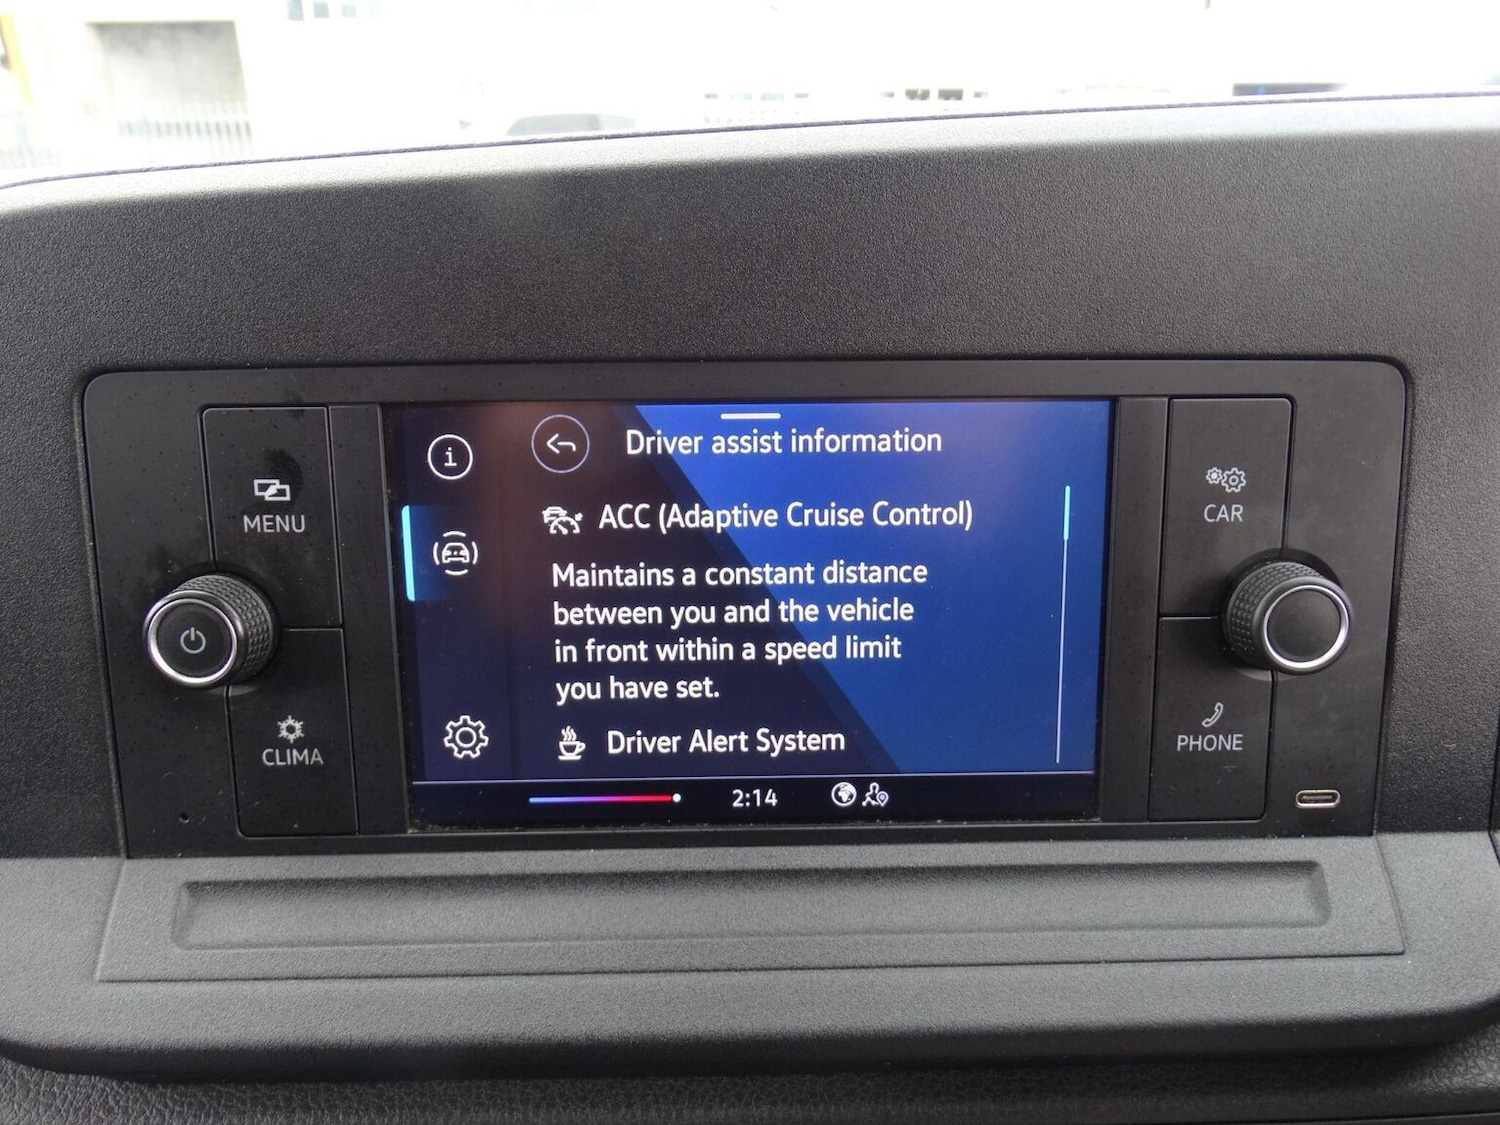 Driver assist information
MENU
ACC (Adaptive Cruise Control)
CAR
Maintains a constant distance
between you and the vehicle
in front within a speed limit
you have set.
CLIMA
Driver Alert System
PHONE
2:14